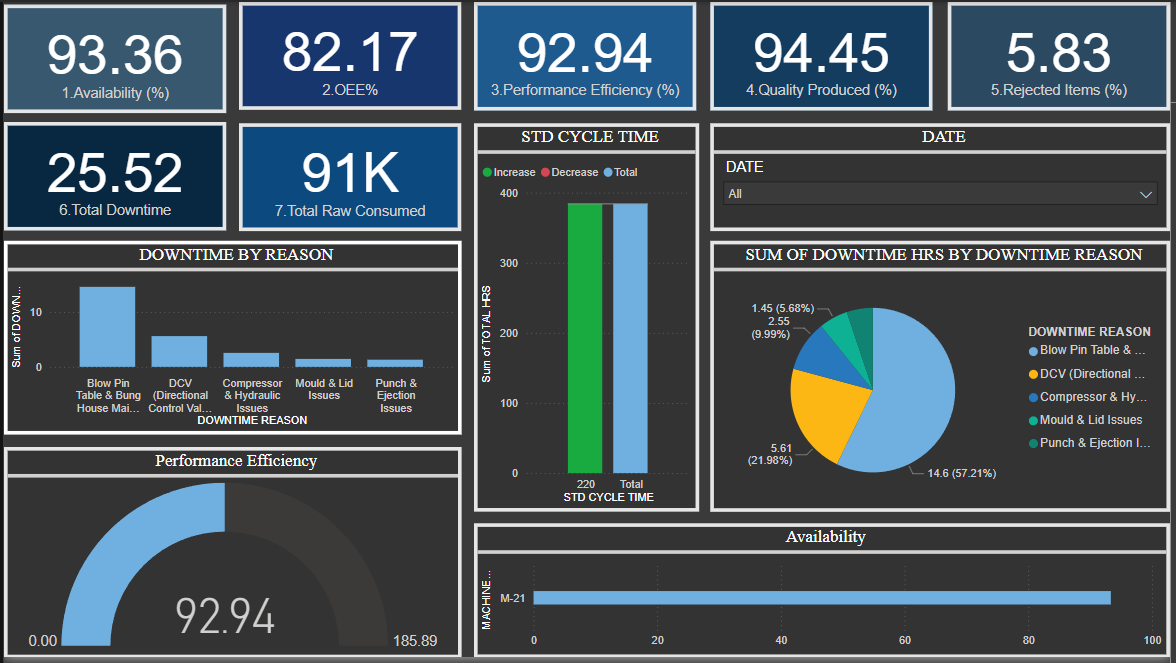 93.36
1.Availability (%)
82.17
2.OEE%
92.94
3.Performance Efficiency (%)
94.45
4.Quality Produced (%)
5.83
5.Rejected Items (%)
25.52
6.Total Downtime
91K
7.Total Raw Consumed
STD CYCLE TIME
Increase Decrease Total
Sum of TOTAL HRS
400
300
200
100
0
220 Total
STD CYCLE TIME
DATE
DATE
All
DOWNTIME BY REASON
Sum of DOWN...
10
0
Blow Pin
Table & Bung
House Mai...
DCV
(Directional
Control Val...
Compressor
& Hydraulic
Issues
Mould & Lid
Issues
Punch &
Ejection
Issues
DOWNTIME REASON
SUM OF DOWNTIME HRS BY DOWNTIME REASON
1.45 (5.68%)
2.55
(9.99%)
5.61
(21.98%)
14.6 (57.21%)
DOWNTIME REASON
Blow Pin Table & ...
DCV (Directional ...
Compressor & Hy...
Mould & Lid Issues
Punch & Ejection I...
Performance Efficiency
92.94
0.00
185.89
Availability
MACHINE...
M-21
0 20 40 60 80 100